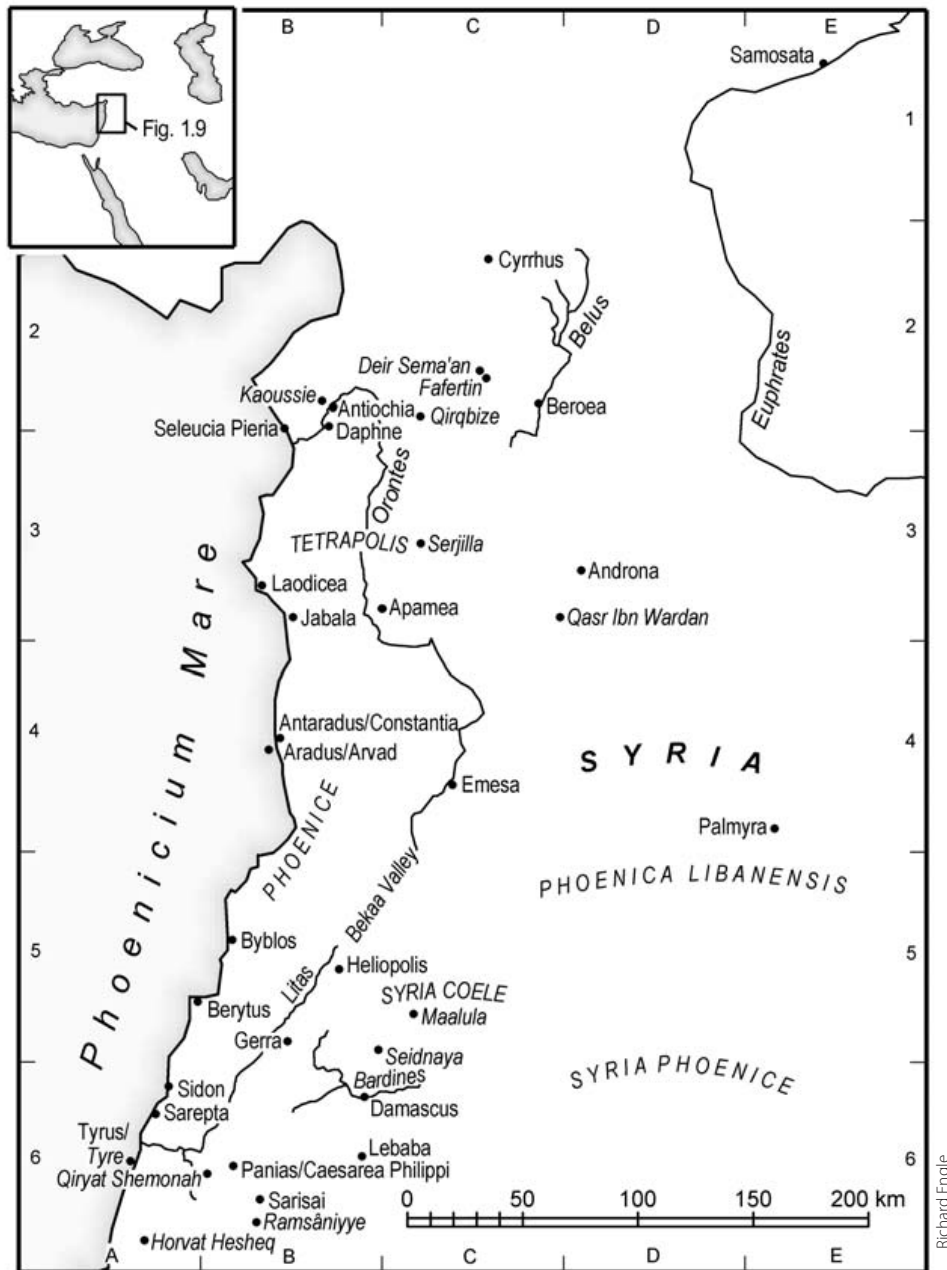 B
C
D
E
Fig. 1.9
Samosata
1
Cyrrhus
2
Belus
2
Deir Sema'an
Fafertin
Kaoussie
Antiochia
Qirqbize
Beroea
Euphrates
Seleucia Pieria
Daphne
Orontes
3
TETRAPOLIS
Serjilla
3
Androna
Laodicea
Jabala
Apamea
Qasr Ibn Wardan
Phoenicium Mare
Antaradus/Constantia
4
Aradus/Arvad
SYRIA
4
Emesa
PHOENICE
Palmyra
PHOENICA LIBANENSIS
Bekaa Valley
5
Byblos
5
Litas
Heliopolis
SYRIA COELE
Berytus
Maalula
Gerra
Seidnaya
SYRIA PHOENICE
Bardines
Sidon
Damascus
Sarepta
Tyrus/
Tyre
6
Lebaba
6
Qiryat Shemonah
Panias/Caesarea Philippi
Sarisai
0 50 100 150 200 km
Ramsâniyye
Horvat Hesheq
A
B
C
D
E
Richard Engle